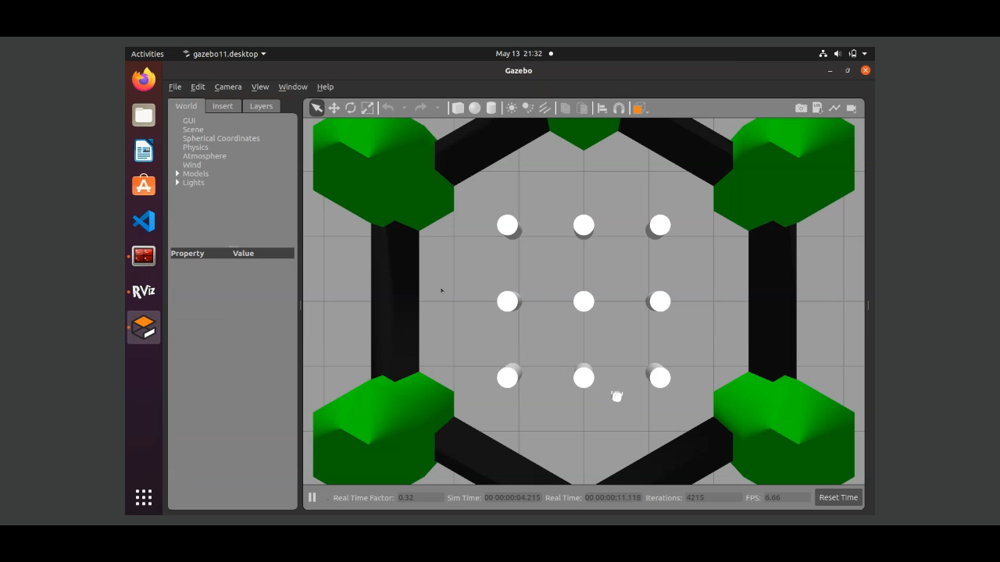 Activities gazebo11.desktop May 13 21:32
Gazebo
File Edit Camera View Window Help
World Insert Layers
GUI
Scene
Spherical Coordinates
Physics
Atmosphere
Wind
Models
Lights
Property Value
RViz
Real Time Factor: 0.32 Sim Time: 00 00:00:04.215 Real Time: 00 00:00:11.118 Iterations: 4215 FPS: 6.66 Reset Time